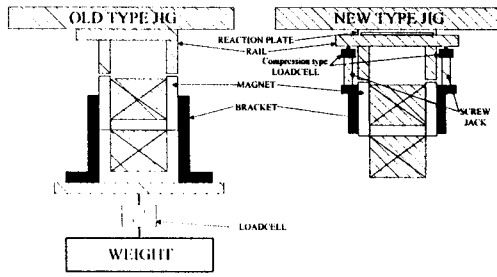 OLD TYPE JIG
NEW TYPE JIG
REACTION PLATE
RAIL
Compression type
LOADCELL
MAGNET
BRACKET
SCREW
JACK
LOADCELL
WEIGHT